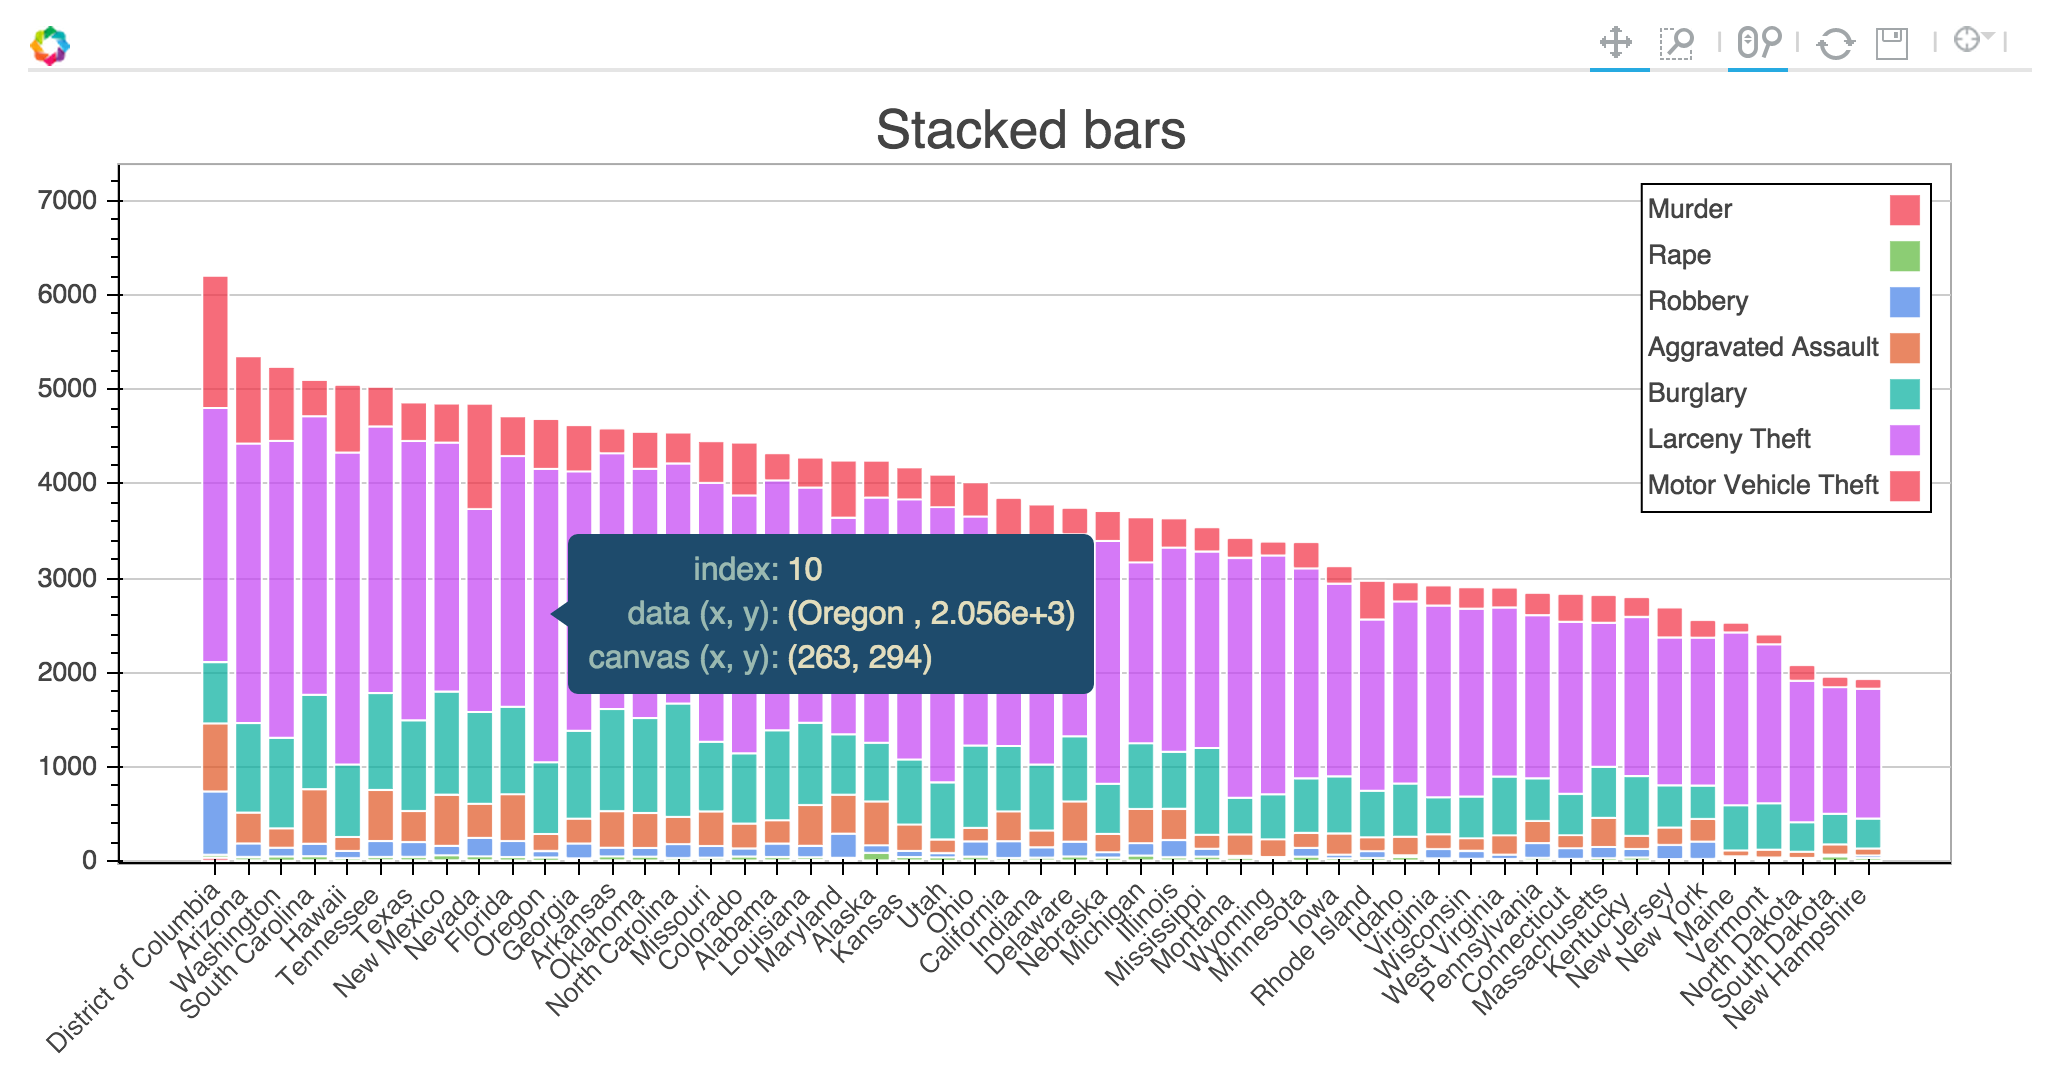 Stacked bars
7000
6000
5000
4000
3000
2000
1000
0
Murder
Rape
Robbery
Aggravated Assault
Burglary
Larceny Theft
Motor Vehicle Theft
index: 10
data (x, y): (Oregon , 2.056e+3)
canvas (x, y): (263, 294)
District of Columbia
Arizona
Washington
South Carolina
Hawaii
Tennessee
Texas
New Mexico
Nevada
Florida
Oregon
Georgia
Arkansas
Oklahoma
North Carolina
Missouri
Colorado
Alabama
Louisiana
Maryland
Alaska
Kansas
Utah
Ohio
California
Indiana
Delaware
Nebraska
Michigan
Illinois
Mississippi
Montana
Wyoming
Minnesota
Iowa
Rhode Island
Idaho
Virginia
Wisconsin
West Virginia
Pennsylvania
Connecticut
Massachusetts
Kentucky
New Jersey
New York
Maine
Vermont
North Dakota
South Dakota
New Hampshire